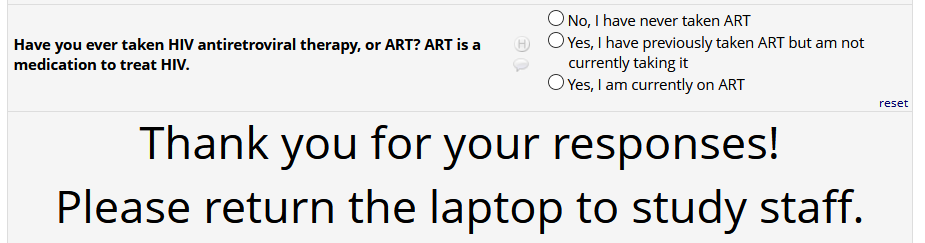 Have you ever taken HIV antiretroviral therapy, or ART? ART is a
medication to treat HIV.
H
No, I have never taken ART
Yes, I have previously taken ART but am not
currently taking it
Yes, I am currently on ART
reset
Thank you for your responses!
Please return the laptop to study staff.